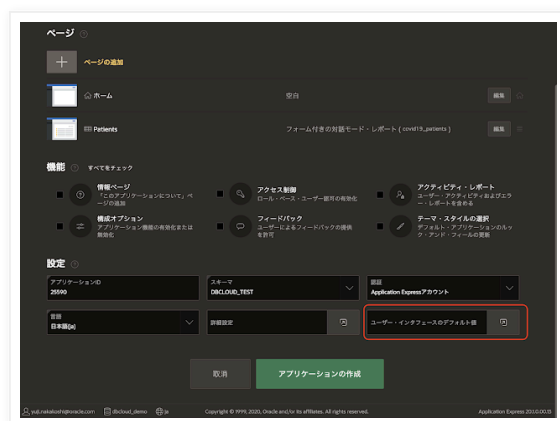 ページ
ページの追加
ホーム
空白
編集
Patients
フォーム付きの対話モード・レポート ( covid19_patients )
編集
機能
すべてをチェック
情報ページ
「このアプリケーションについて」ペ
ージの追加
アクセス制御
ロール・ベース・ユーザー認可の有効化
アクティビティ・レポート
ユーザー・アクティビティおよびエラ
ー・レポートを含める
構成オプション
アプリケーション機能の有効化または
無効化
フィードバック
ユーザーによるフィードバックの提供
を許可
テーマ・スタイルの選択
デフォルト・アプリケーションのルッ
ク・アンド・フィールの更新
設定
アプリケーションID
25590
スキーマ
DBCLOUD_TEST
認証
Application Expressアカウント
言語
日本語(ja)
詳細設定
ユーザー・インタフェースのデフォルト値
取消
アプリケーションの作成
yuji.nakakoshi@oracle.com
dbcloud_demo
ja
Copyright © 1999, 2020, Oracle and/or its affiliates. All rights reserved.
Application Express 20.1.0.00.13